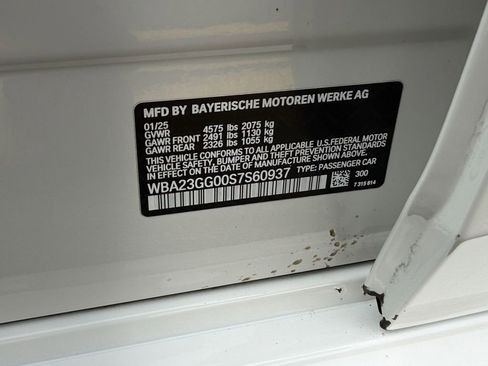 MFD BY BAYERISCHE MOTOREN WERKE AG
01/25
GVWR 4575 lbs 2075 kg
GAWR FRONT 2491 lbs 1130 kg
GAWR REAR 2326 lbs 1055 kg
THIS VEHICLE CONFORMS TO ALL APPLICABLE U.S. FEDERAL MOTOR
VEHICLE SAFETY, BUMPER, AND THEFT PREVENTION STANDARDS
IN EFFECT ON THE DATE OF MANUFACTURE SHOWN ABOVE.
WBA23GG00S7S60937 TYPE: PASSENGER CAR
300
7 315 814